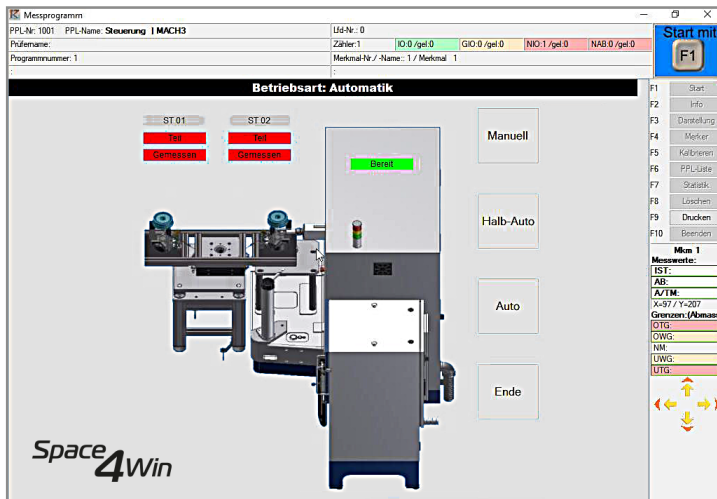 Messprogramm
PPL-Nr: 1001 PPL-Name: Steuerung I MACH3
Lfd-Nr.: 0
Prüfername:
Zähler:1 IO:0 /gel:0 GIO:0 /gel:0 NIO:1 /gel:0 NAB:0 /gel:0
Programmnummer: 1
Merkmal-Nr./ -Name:: 1 / Merkmal 1
:
:
Start mit
F1
Betriebsart: Automatik
ST 01
ST 02
Teil
Teil
Gemessen
Gemessen
Bereit
Manuell
Halb-Auto
Auto
Ende
Space
4Win
F1 Start
F2 Info
F3 Darstellung
F4 Merker
F5 Kalibrieren
F6 PPL-Liste
F7 Statistik
F8 Löschen
F9 Drucken
F10 Beenden
Mkm 1
Messwerte:
IST:
AB:
A/TM:
X=97 / Y=207
Grenzen:(Abmass
OTG:
OWG:
NM:
UWG:
UTG: